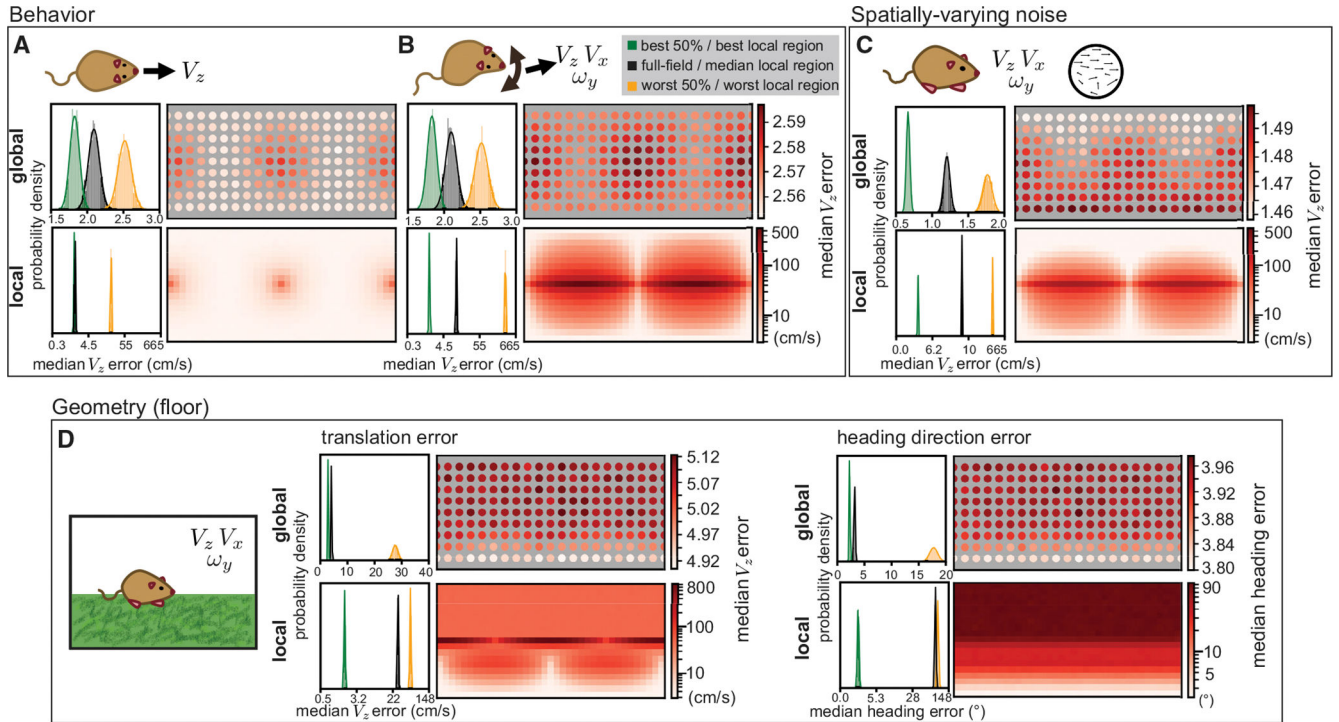 Behavior
Spatially-varying noise
A
V_z
B
V_z V_x
ω_y
best 50% / best local region
full-field / median local region
worst 50% / worst local region
C
V_z V_x
ω_y
global
local
probability density
1.5 2.0 2.5 3.0
0.3 4.5 55 665
median V_z error (cm/s)
1.5 2.0 2.5 3.0
0.3 4.5 55 665
median V_z error (cm/s)
2.59
2.58
2.57
2.56
500
100
10
(cm/s)
median V_z error
global
local
probability density
0.5 1.0 1.5 2.0
0.0 6.2 10 665
median V_z error (cm/s)
1.49
1.48
1.47
1.46
500
100
10
(cm/s)
median V_z error
Geometry (floor)
D
V_z V_x
ω_y
translation error
global
local
probability density
0 10 20 30 40
0.5 3.2 22 148
median V_z error (cm/s)
5.12
5.07
5.02
4.97
4.92
800
100
10
(cm/s)
median V_z error
heading direction error
global
local
probability density
0 5 10 15 20
0.0 5.3 28 148
median heading error (°)
3.96
3.92
3.88
3.84
3.80
90
10
5
(°)
median heading error